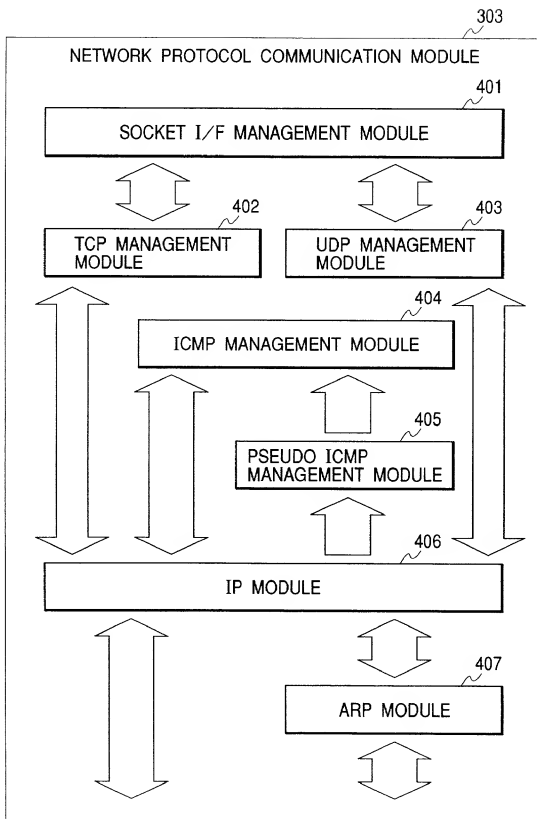 303
NETWORK PROTOCOL COMMUNICATION MODULE
401
SOCKET I/F MANAGEMENT MODULE
402
TCP MANAGEMENT
MODULE
403
UDP MANAGEMENT
MODULE
404
ICMP MANAGEMENT MODULE
405
PSEUDO ICMP
MANAGEMENT MODULE
406
IP MODULE
407
ARP MODULE